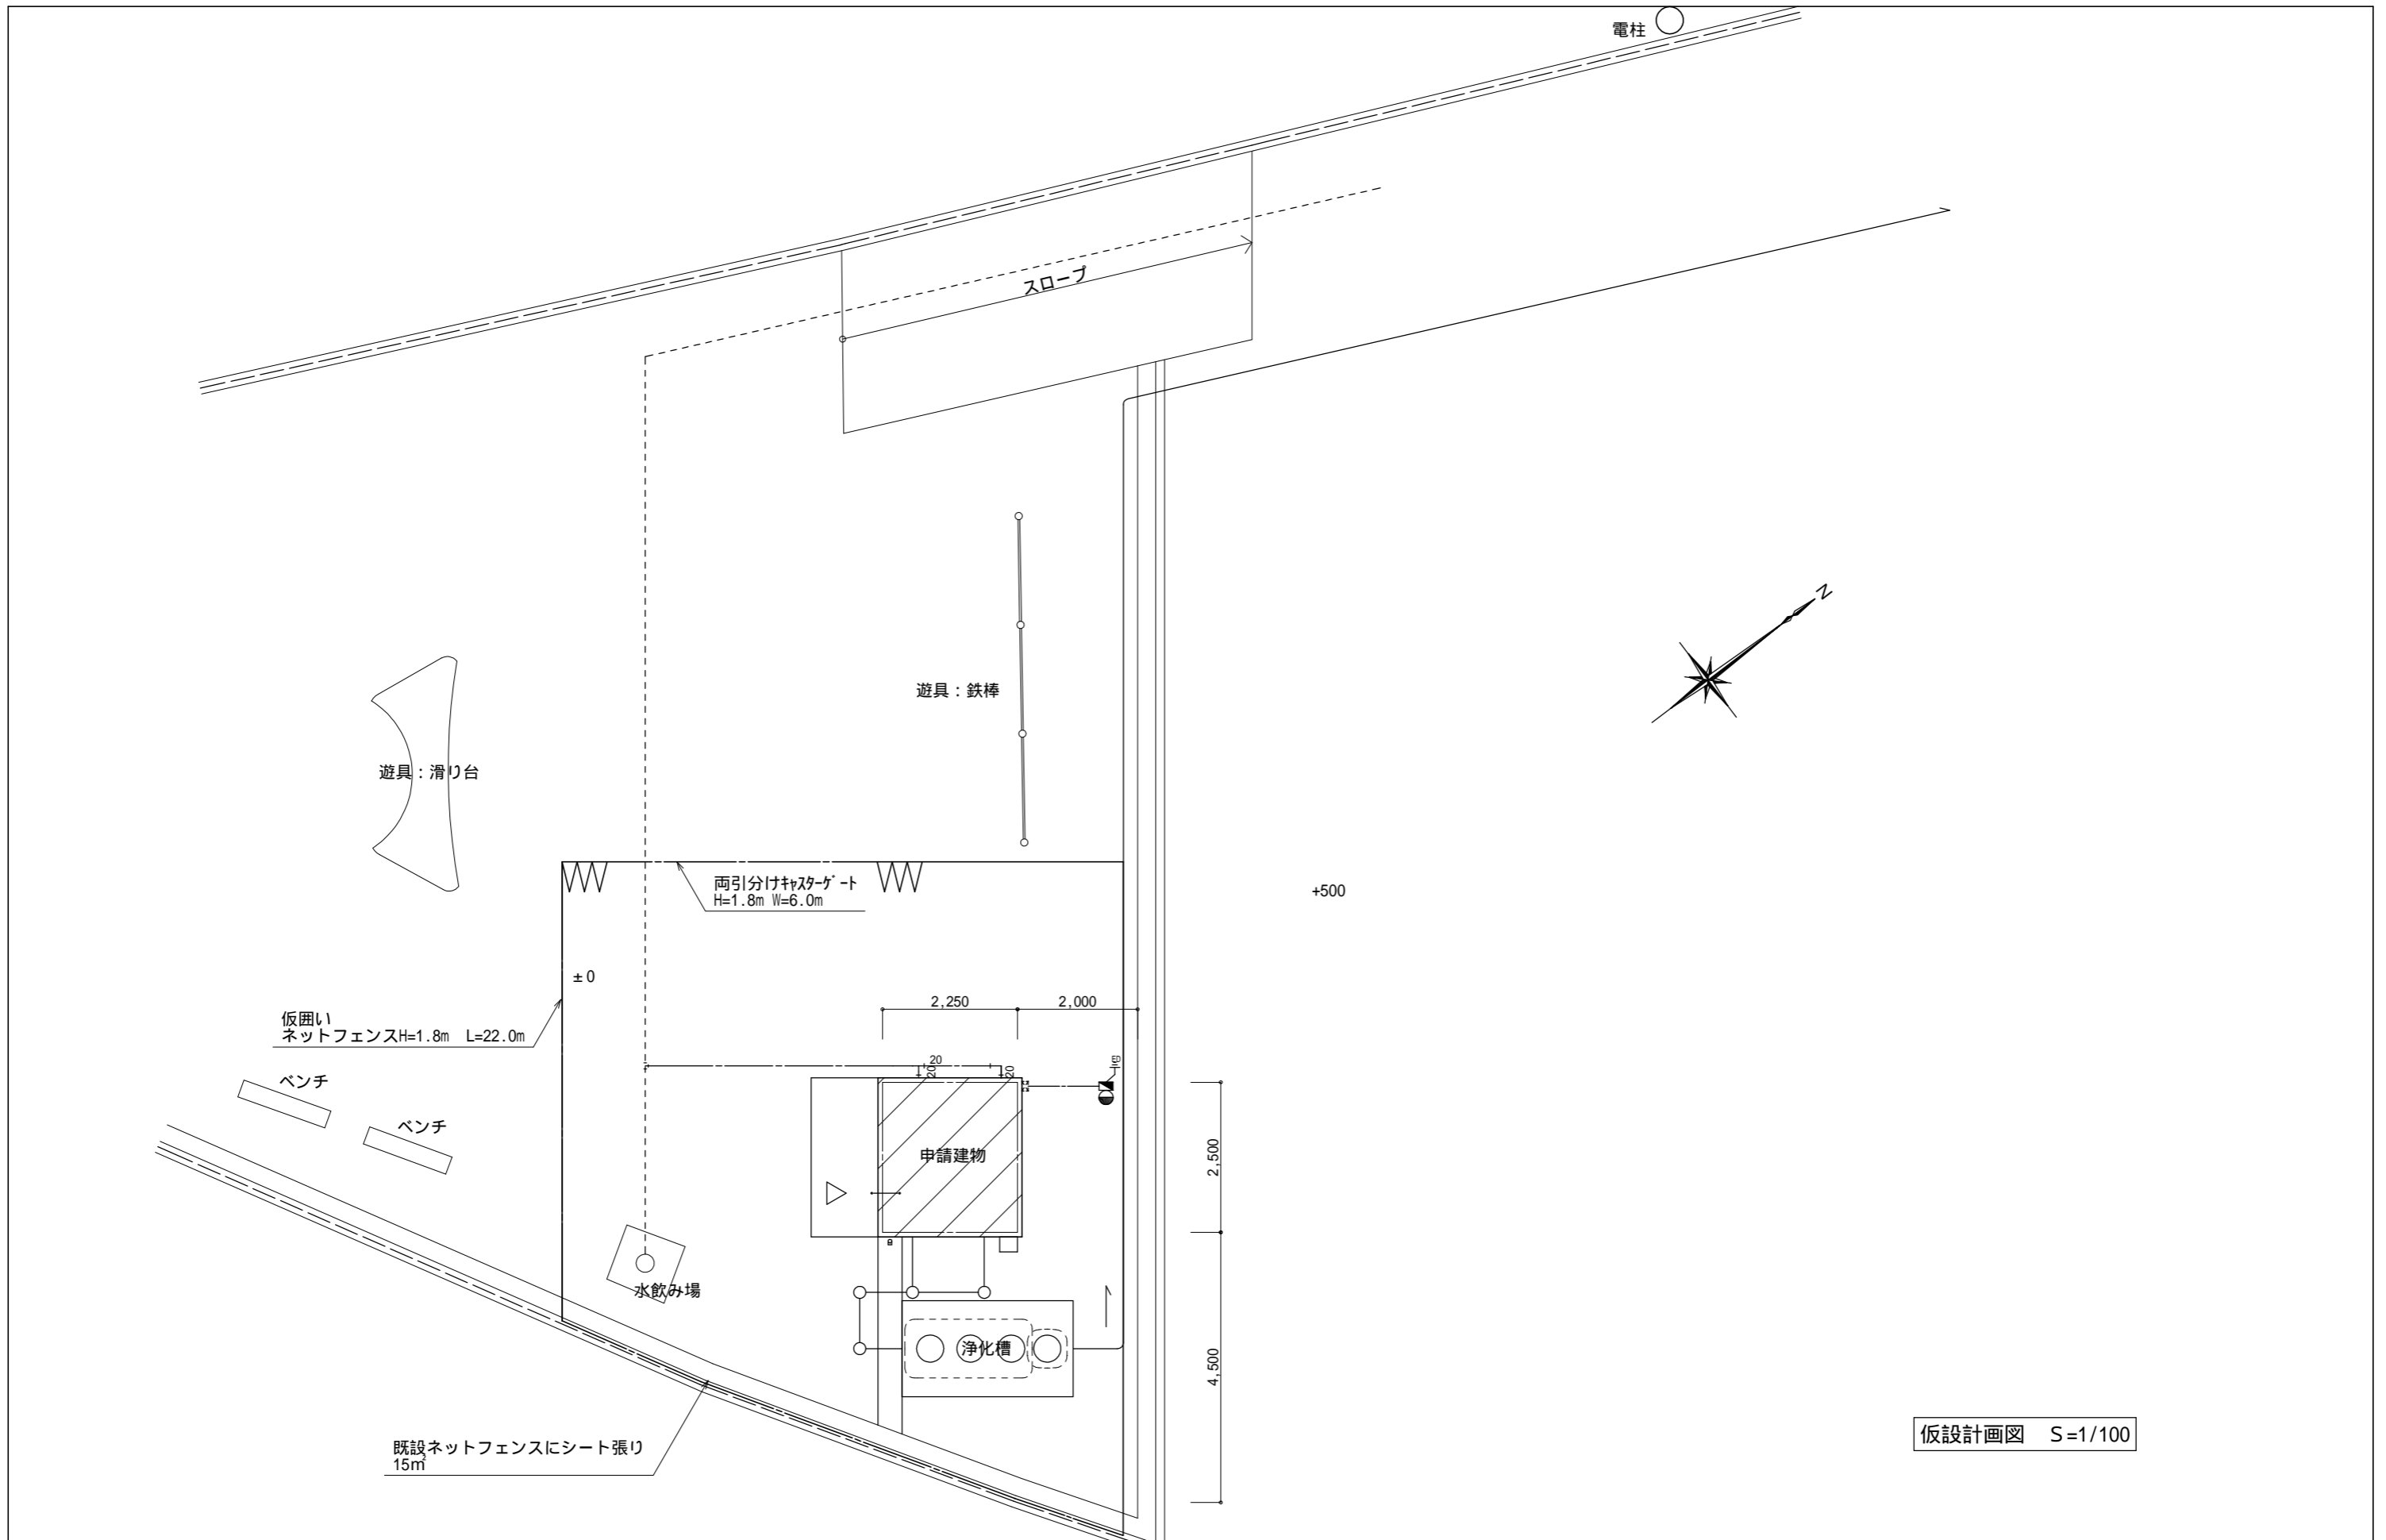 電柱
スロープ
N
遊具：鉄棒
遊具：滑り台
両引分けｷｬｽﾀｰｹﾞｰﾄ
H=1.8m W=6.0m
+500
±0
2,250
2,000
仮囲い
ネットフェンスH=1.8m L=22.0m
20
20
20
ベンチ
ベンチ
申請建物
2,500
水飲み場
浄化槽
4,500
既設ネットフェンスにシート張り
15㎡
仮設計画図 S=1/100